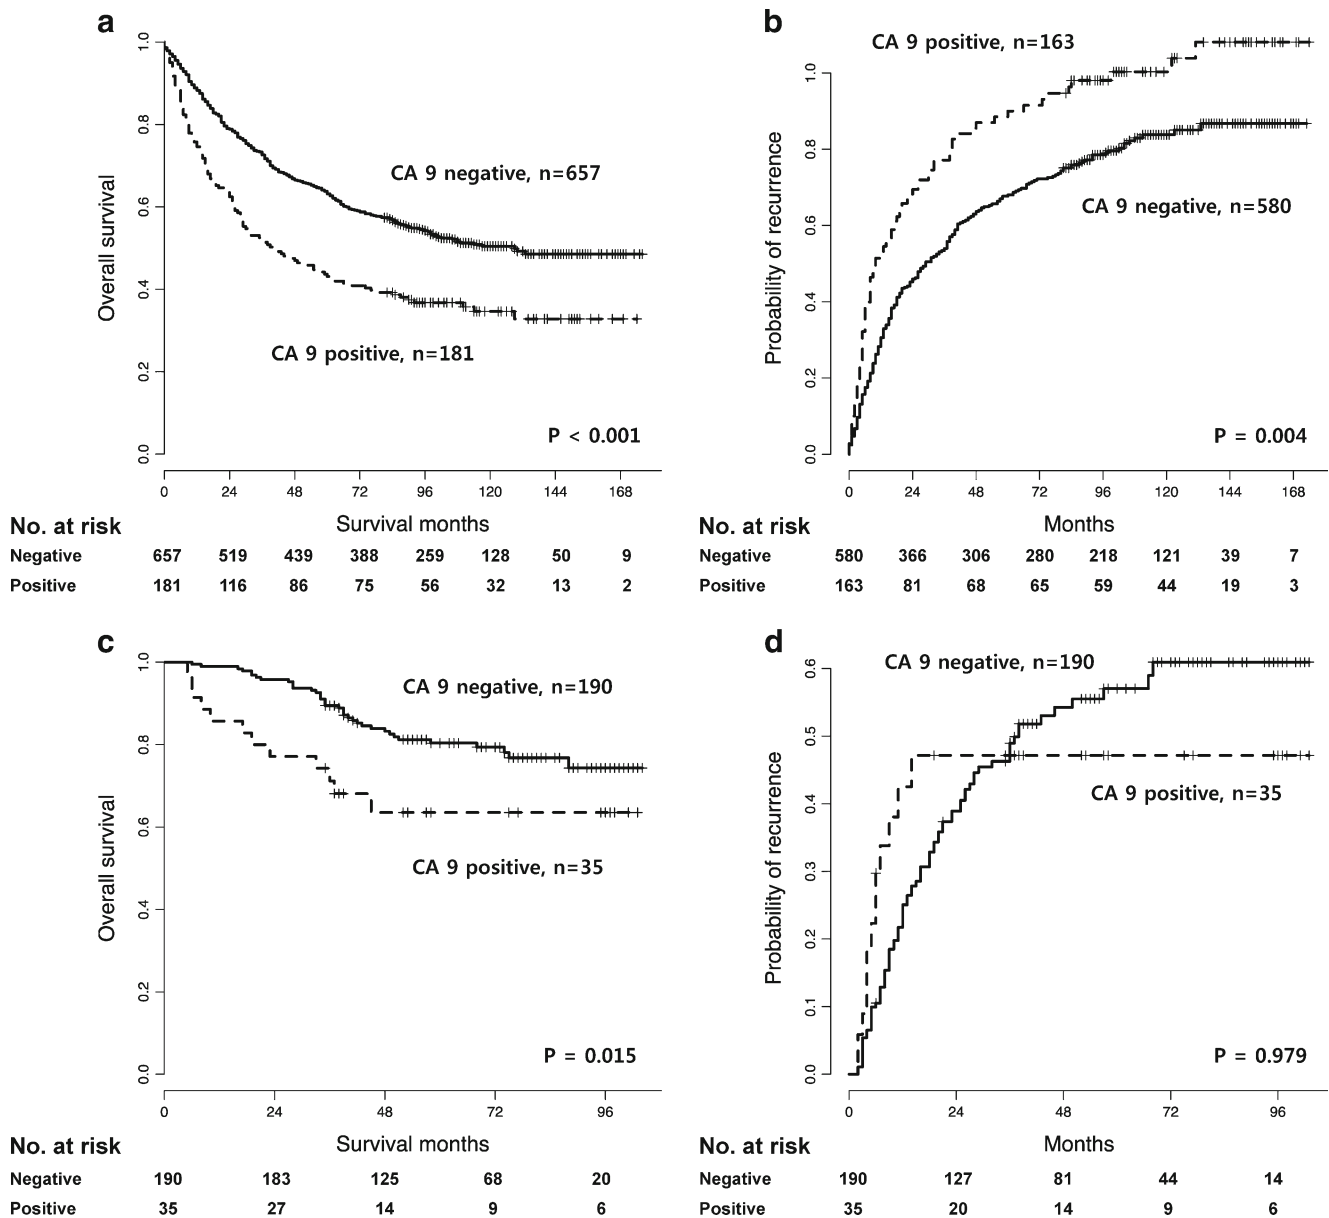 a
Overall survival
1.0
0.8
0.6
0.4
0.2
0.0
CA 9 negative, n=657
CA 9 positive, n=181
P < 0.001
0 24 48 72 96 120 144 168
Survival months
No. at risk
Negative 657 519 439 388 259 128 50 9
Positive 181 116 86 75 56 32 13 2
b
Probability of recurrence
1.0
0.8
0.6
0.4
0.2
0.0
CA 9 positive, n=163
CA 9 negative, n=580
P = 0.004
0 24 48 72 96 120 144 168
Months
No. at risk
Negative 580 366 306 280 218 121 39 7
Positive 163 81 68 65 59 44 19 3
c
Overall survival
1.0
0.8
0.6
0.4
0.2
0.0
CA 9 negative, n=190
CA 9 positive, n=35
P = 0.015
0 24 48 72 96
Survival months
No. at risk
Negative 190 183 125 68 20
Positive 35 27 14 9 6
d
Probability of recurrence
0.6
0.5
0.4
0.3
0.2
0.1
0.0
CA 9 negative, n=190
CA 9 positive, n=35
P = 0.979
0 24 48 72 96
Months
No. at risk
Negative 190 127 81 44 14
Positive 35 20 14 9 6